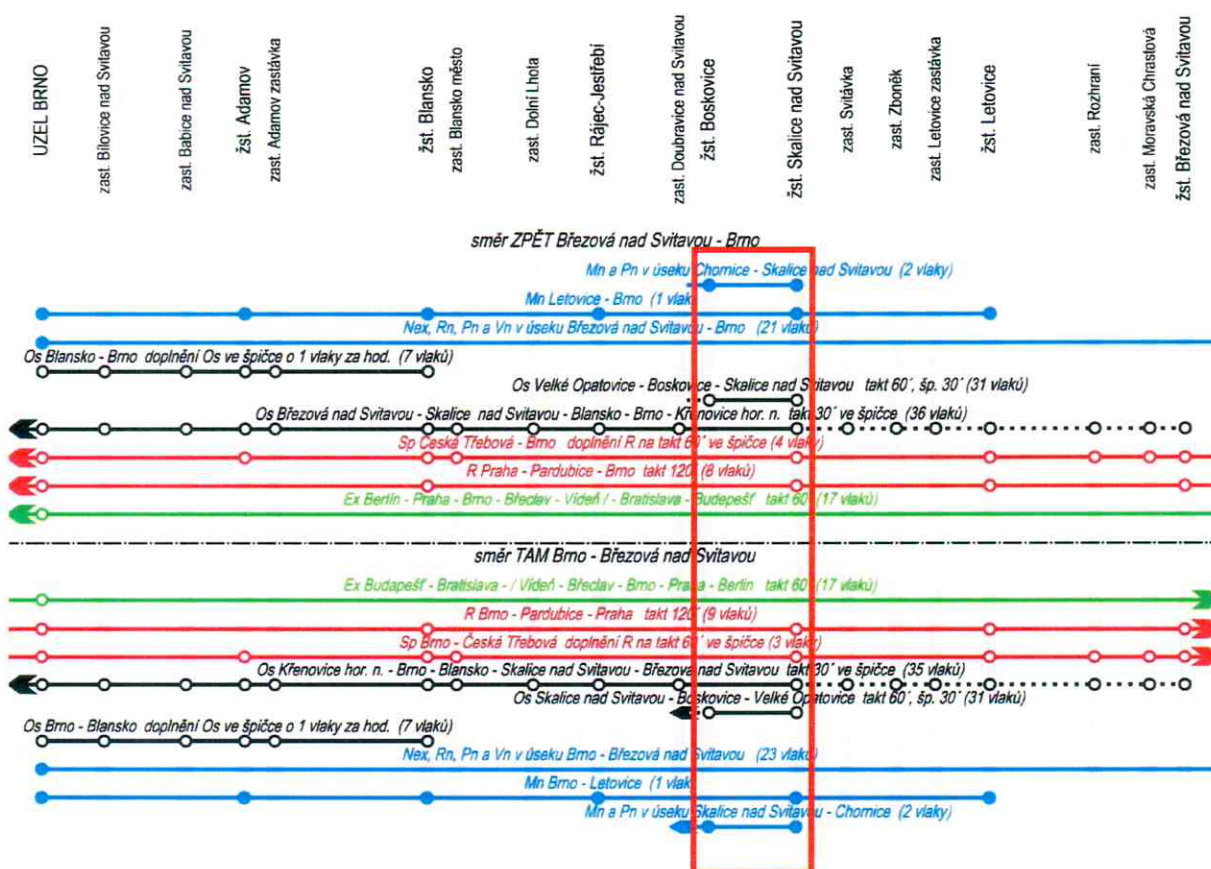 UZEL BRNO
zast. Bílovice nad Svitavou
zast. Babice nad Svitavou
žst. Adamov
zast. Adamov zastávka
žst. Blansko
zast. Blansko město
zast. Dolní Lhota
žst. Rájec-Jestřebí
zast. Doubravice nad Svitavou
žst. Boskovice
žst. Skalice nad Svitavou
zast. Svitávka
zast. Zboněk
zast. Letovice zastávka
žst. Letovice
zast. Rozhraní
zast. Moravská Chrastová
žst. Březová nad Svitavou
směr ZPĚT Březová nad Svitavou - Brno
Mn a Pn v úseku Chornice - Skalice nad Svitavou (2 vlaky)
Mn Letovice - Brno (1 vlak
Nex, Rn, Pn a Vn v úseku Březová nad Svitavou - Brno (21 vlaků)
Os Blansko - Brno doplnění Os ve špičce o 1 vlaky za hod. (7 vlaků)
Os Velké Opatovice - Boskovice - Skalice nad Svitavou takt 60´, šp. 30´ (31 vlaků)
Os Březová nad Svitavou - Skalice nad Svitavou - Blansko - Brno - Křenovice hor. n. takt 30´ ve špičce (36 vlaků)
Sp Česká Třebová - Brno doplnění R na takt 60´ ve špičce (4 vlaky)
R Praha - Pardubice - Brno takt 120´ (8 vlaků)
Ex Berlín - Praha - Brno - Břeclav - Vídeň / - Bratislava - Budapešť takt 60´ (17 vlaků)
směr TAM Brno - Březová nad Svitavou
Ex Budapešť - Bratislava - / Vídeň - Břeclav - Brno - Praha - Berlín takt 60´ (17 vlaků)
R Brno - Pardubice - Praha takt 120´ (9 vlaků)
Sp Brno - Česká Třebová doplnění R na takt 60´ ve špičce (3 vlaky)
Os Křenovice hor. n. - Brno - Blansko - Skalice nad Svitavou - Březová nad Svitavou takt 30´ ve špičce (35 vlaků)
Os Skalice nad Svitavou - Boskovice - Velké Opatovice takt 60´, šp. 30´ (31 vlaků)
Os Brno - Blansko doplnění Os ve špičce o 1 vlaky za hod. (7 vlaků)
Nex, Rn, Pn a Vn v úseku Brno - Březová nad Svitavou (23 vlaků)
Mn Brno - Letovice (1 vlak
Mn a Pn v úseku Skalice nad Svitavou - Chornice (2 vlaky)